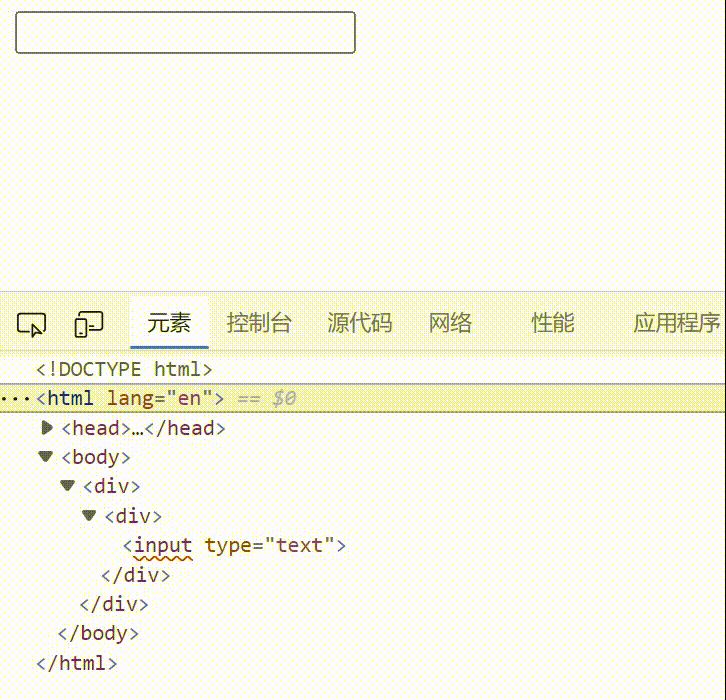 元素 控制台 源代码 网络 性能 应用程序
<!DOCTYPE html>
···<html lang="en"> == $0
<head>…</head>
<body>
<div>
<div>
<input type="text">
</div>
</div>
</body>
</html>